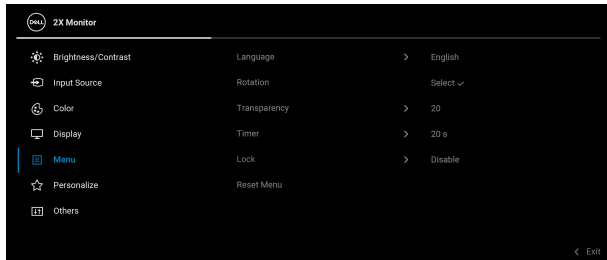 DELL 2X Monitor
Brightness/Contrast Language > English
Input Source Rotation Select ✓
Color Transparency > 20
Display Timer > 20 s
Menu Lock > Disable
Personalize Reset Menu
Others
< Exit